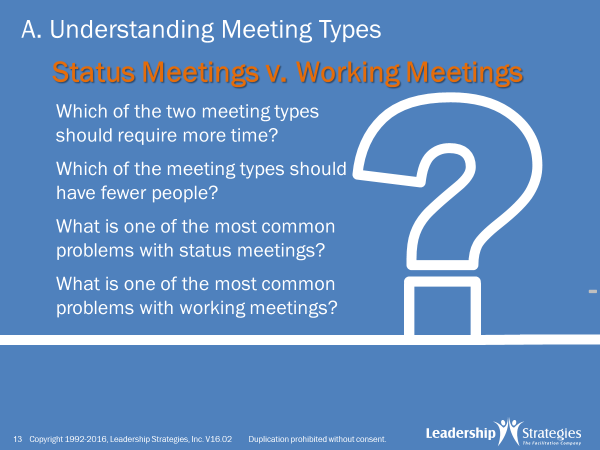 A. Understanding Meeting Types
Status Meetings v. Working Meetings
Which of the two meeting types
should require more time?
Which of the meeting types should
have fewer people?
What is one of the most common
problems with status meetings?
What is one of the most common
problems with working meetings?
?
13 Copyright 1992-2016, Leadership Strategies, Inc. V16.02 Duplication prohibited without consent.
Leadership Strategies
The Facilitation Company